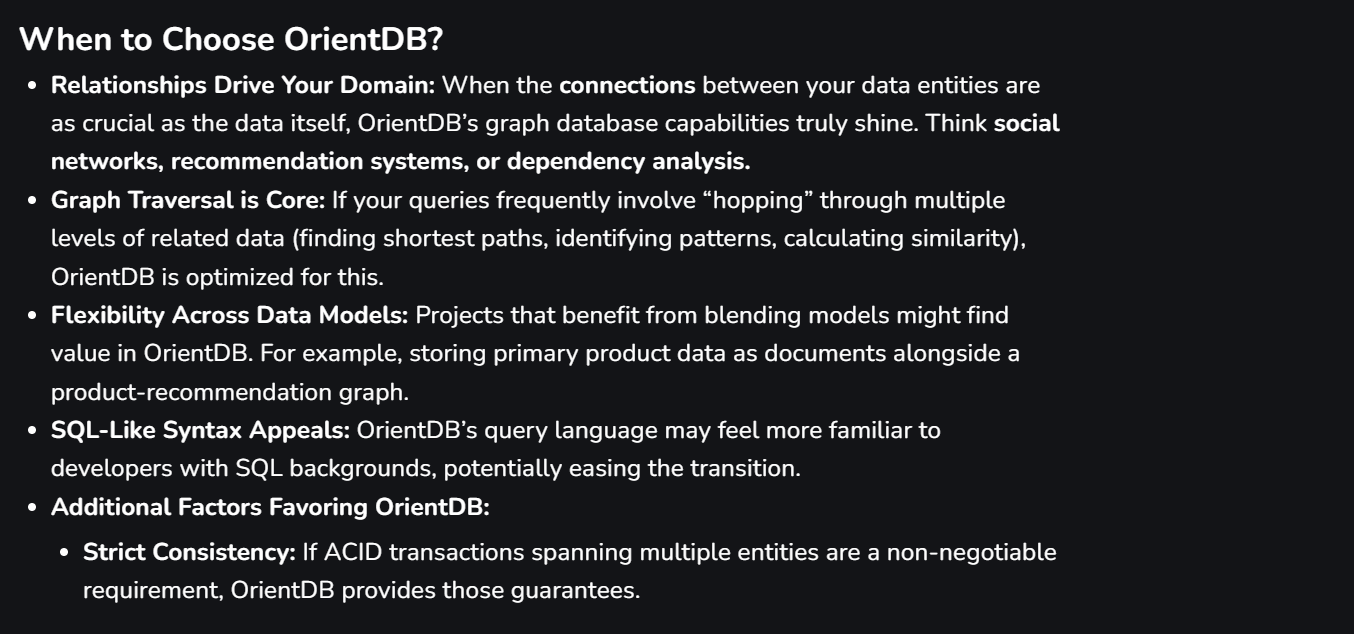 When to Choose OrientDB?
• Relationships Drive Your Domain: When the connections between your data entities are
as crucial as the data itself, OrientDB’s graph database capabilities truly shine. Think social
networks, recommendation systems, or dependency analysis.
• Graph Traversal is Core: If your queries frequently involve “hopping” through multiple
levels of related data (finding shortest paths, identifying patterns, calculating similarity),
OrientDB is optimized for this.
• Flexibility Across Data Models: Projects that benefit from blending models might find
value in OrientDB. For example, storing primary product data as documents alongside a
product-recommendation graph.
• SQL-Like Syntax Appeals: OrientDB’s query language may feel more familiar to
developers with SQL backgrounds, potentially easing the transition.
• Additional Factors Favoring OrientDB:
• Strict Consistency: If ACID transactions spanning multiple entities are a non-negotiable
requirement, OrientDB provides those guarantees.